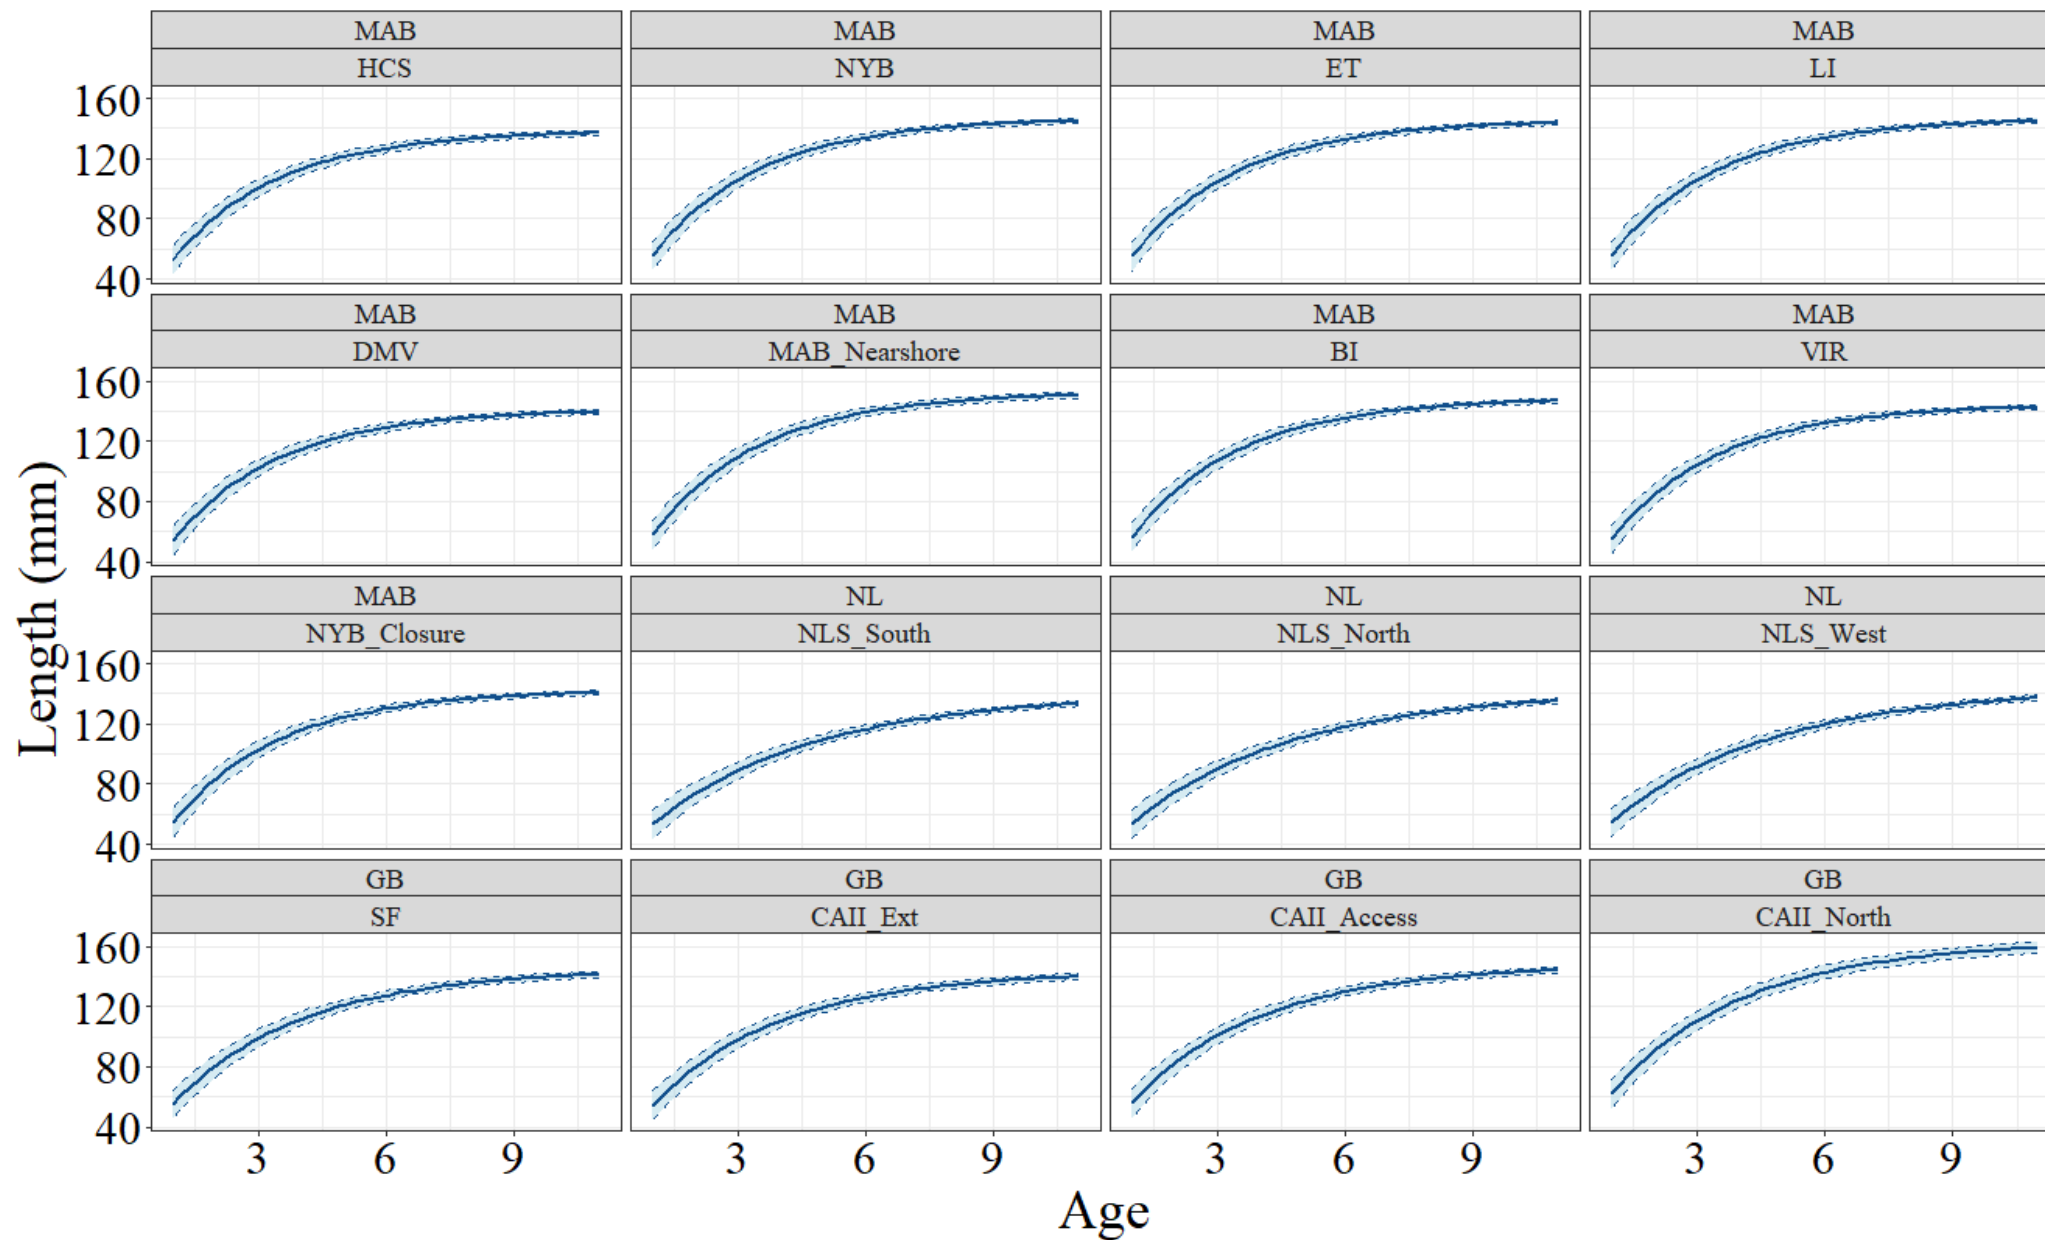 MAB MAB MAB MAB
HCS NYB ET LI
160
120
80
40
MAB MAB MAB MAB
DMV MAB_Nearshore BI VIR
160
120
80
40
MAB NL NL NL
NYB_Closure NLS_South NLS_North NLS_West
160
120
80
40
GB GB GB GB
SF CAII_Ext CAII_Access CAII_North
160
120
80
40
3 6 9 3 6 9 3 6 9 3 6 9
Length (mm)
Age